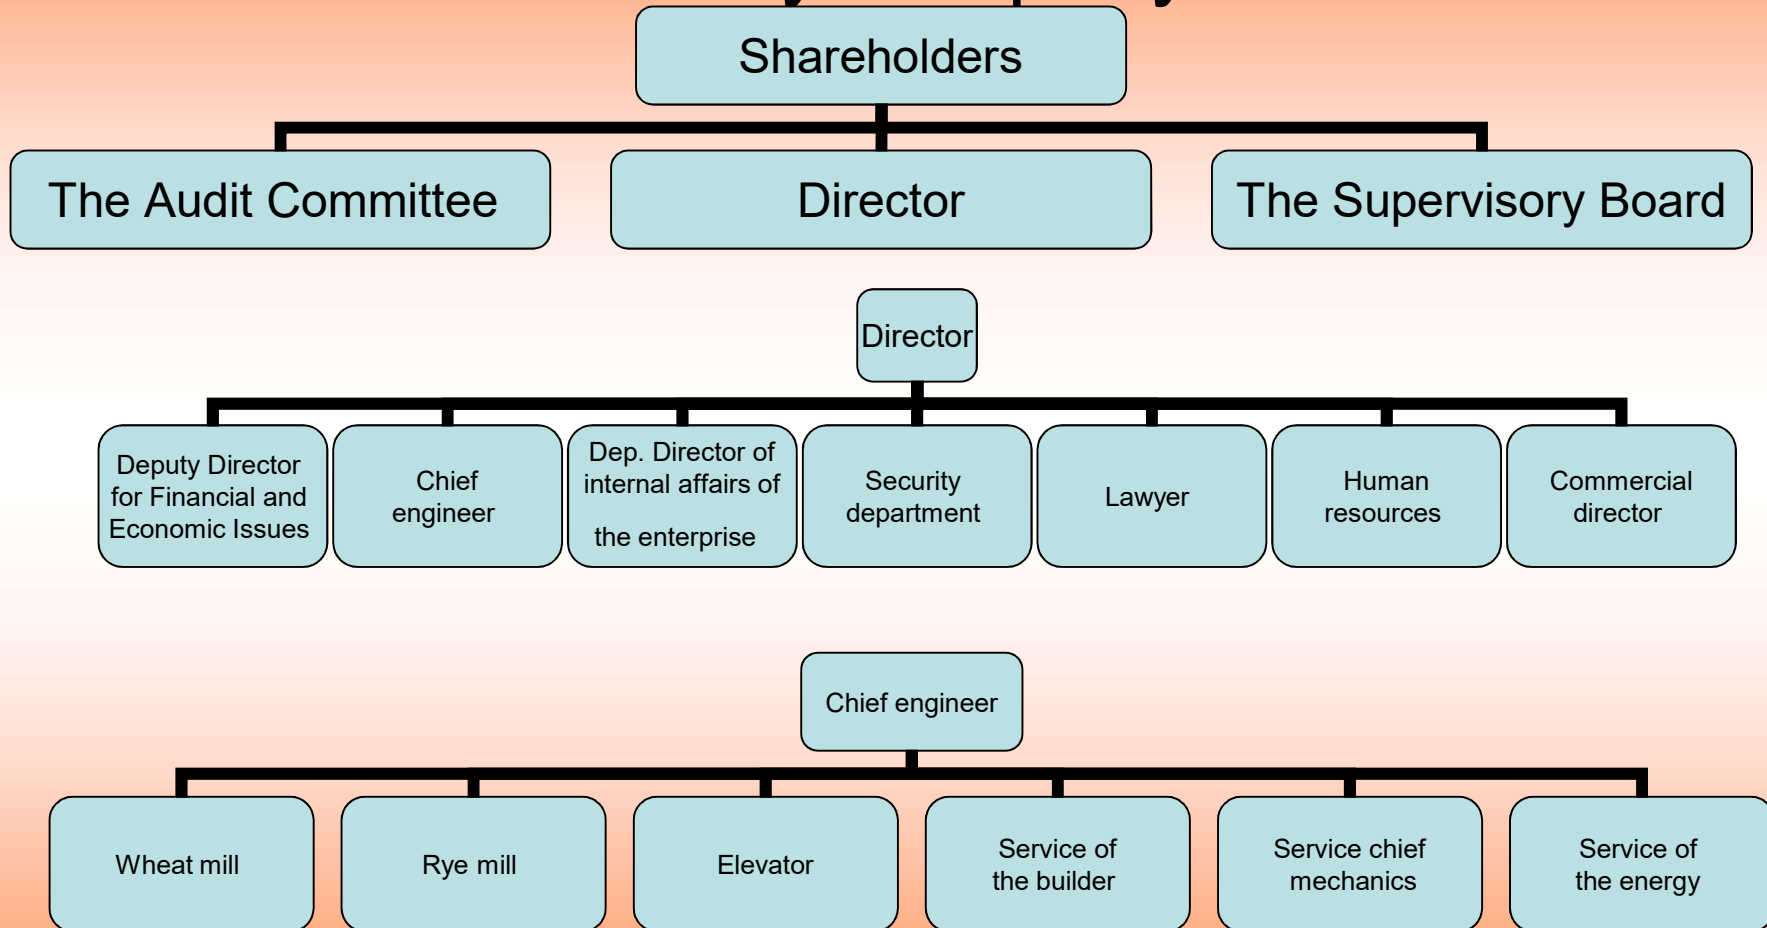 Shareholders
The Audit Committee
Director
The Supervisory Board
Director
Deputy Director
for Financial and
Economic Issues
Chief
engineer
Dep. Director of
internal affairs of
the enterprise
Security
department
Lawyer
Human
resources
Commercial
director
Chief engineer
Wheat mill
Rye mill
Elevator
Service of
the builder
Service chief
mechanics
Service of
the energy